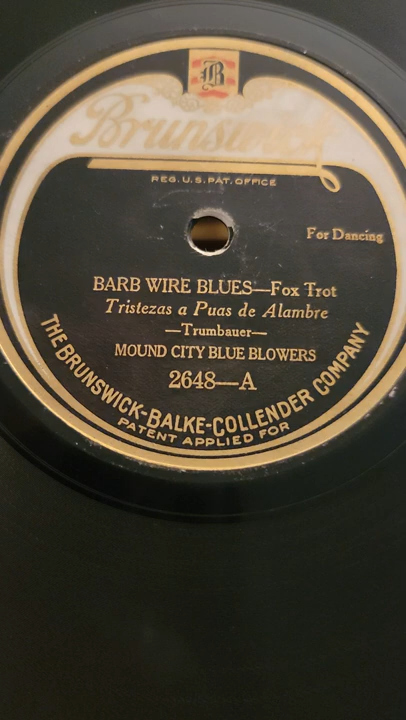 B
Brunswick
REG. U.S. PAT. OFFICE
For Dancing
BARB WIRE BLUES—Fox Trot
Tristezas a Puas de Alambre
—Trumbauer—
MOUND CITY BLUE BLOWERS
2648—A
THE BRUNSWICK-BALKE-COLLENDER COMPANY
PATENT APPLIED FOR